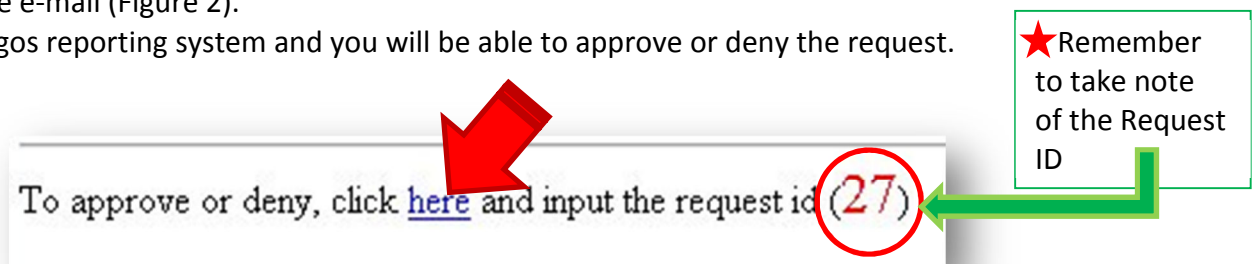 e-mail (Figure 2).
gos reporting system and you will be able to approve or deny the request.
Remember
to take note
of the Request
ID
To approve or deny, click here and input the request id (27)